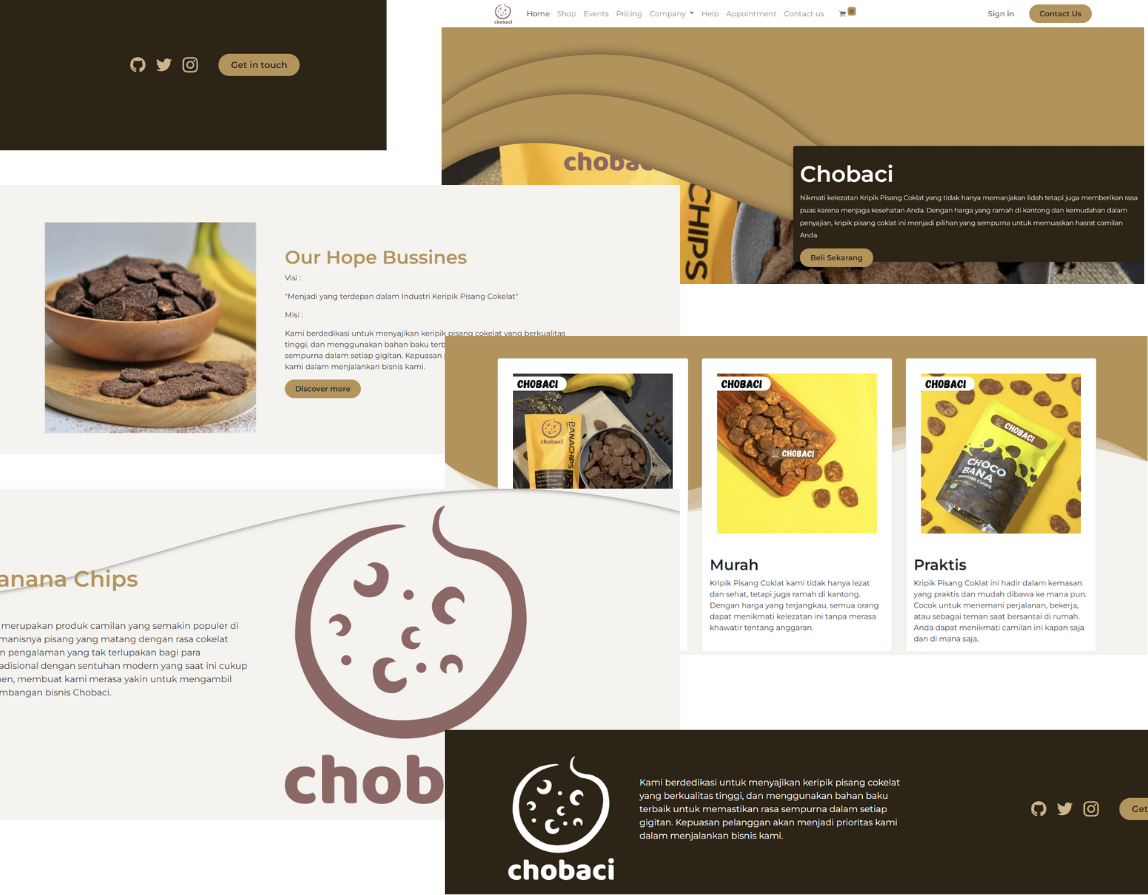 Get in touch
chobaci
Home Shop Events Pricing Company Help Appointment Contact us 0 Sign in Contact Us
Chobaci
Nikmati kelezatan Kripik Pisang Coklat yang tidak hanya memanjakan lidah tetapi juga memberikan rasa
puas karena menjaga kesehatan Anda. Dengan harga yang ramah di kantong dan kemudahan dalam
penyajian, kripik pisang coklat ini menjadi pilihan yang sempurna untuk memuaskan hasrat camilan
Anda.
Beli Sekarang
CHIPS
Our Hope Bussines
Visi :
"Menjadi yang terdepan dalam Industri Keripik Pisang Cokelat"
Misi :
Kami berdedikasi untuk menyajikan keripik pisang cokelat yang berkualitas
tinggi, dan menggunakan bahan baku
sempurna dalam setiap gigitan. Kepuasan
kami dalam menjalankan bisnis kami.
Discover more
CHOBACI
chobaci
BANACHIPS
CHOBACI
CHOBACI
Murah
Kripik Pisang Coklat kami tidak hanya lezat
dan sehat, tetapi juga ramah di kantong.
Dengan harga yang terjangkau, semua orang
dapat menikmati kelezatan ini tanpa merasa
khawatir tentang anggaran.
CHOBACI
CHOBACI
CHOCO
BANA
BANANA CHIPS
Praktis
Kripik Pisang Coklat ini hadir dalam kemasan
yang praktis dan mudah dibawa ke mana pun.
Cocok untuk menemani perjalanan, bekerja,
atau sebagai teman saat bersantai di rumah.
Anda dapat menikmati camilan ini kapan saja
dan di mana saja.
anana Chips
merupakan produk camilan yang semakin populer di
manisnya pisang yang matang dengan rasa cokelat
n pengalaman yang tak terlupakan bagi para
adisional dengan sentuhan modern yang saat ini cukup
en, membuat kami merasa yakin untuk mengambil
mbangan bisnis Chobaci.
chob
chobaci
Kami berdedikasi untuk menyajikan keripik pisang cokelat
yang berkualitas tinggi, dan menggunakan bahan baku
terbaik untuk memastikan rasa sempurna dalam setiap
gigitan. Kepuasan pelanggan akan menjadi prioritas kami
dalam menjalankan bisnis kami.
Get